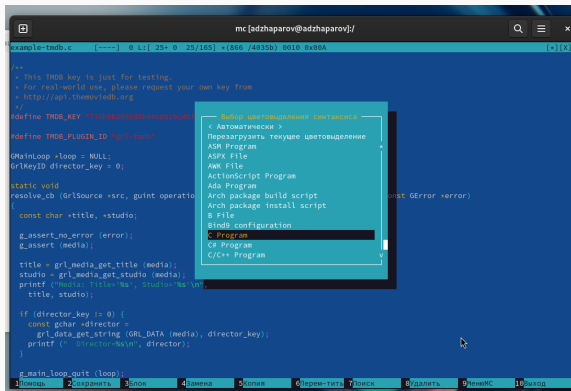 mc [adzhaparov@adzhaparov]:/
example-tmdb.c [----] 0 L:[ 25+ 0 25/165] *(866 /4035b) 0010 0x00A [*][X]
/**
* This TMDB key is just for testing.
* For real-world use, please request your own key from
* http://api.themoviedb.org
*/
#define TMDB_KEY
#define TMDB_PLUGIN_ID "grl-tmdb"
GMainLoop *loop = NULL;
GrlKeyID director_key = 0;
static void
resolve_cb (GrlSource *src, guint operatio
nst GError *error)
{
const char *title, *studio;
g_assert_no_error (error);
g_assert (media);
title = grl_media_get_title (media);
studio = grl_media_get_studio (media);
printf ("Media: Title='%s', Studio='%s'\n",
title, studio);
if (director_key != 0) {
const gchar *director =
grl_data_get_string (GRL_DATA (media), director_key);
printf (" Director=%s\n", director);
}
g_main_loop_quit (loop);
Выбор цветовыделения синтаксиса
< Автоматически >
Перезагрузить текущее цветовыделение
ASM Program
ASPX File
AWK File
ActionScript Program
Ada Program
Arch package build script
Arch package install script
B File
Bind9 configuration
C Program
C# Program
C/C++ Program
1Помощь 2Сохранить 3Блок 4Замена 5Копия 6Перем~тить 7Поиск 8Удалить 9МенюMC 10Выход